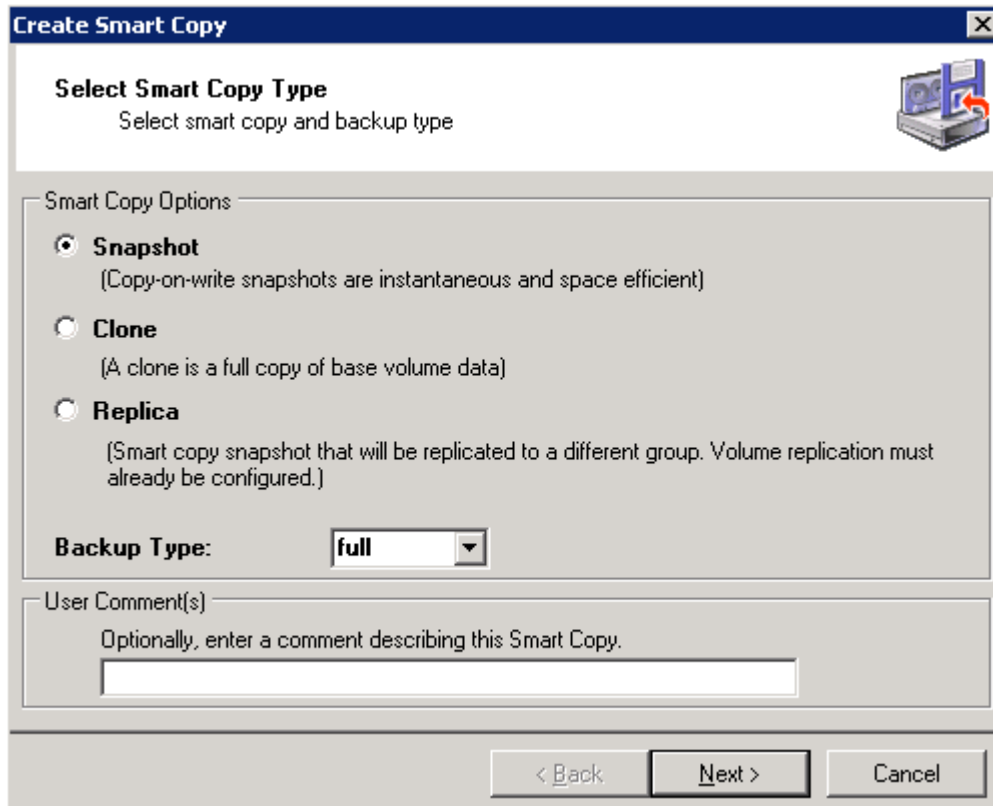 Create Smart Copy
Select Smart Copy Type
Select smart copy and backup type
Smart Copy Options
Snapshot
(Copy-on-write snapshots are instantaneous and space efficient)
Clone
(A clone is a full copy of base volume data)
Replica
(Smart copy snapshot that will be replicated to a different group. Volume replication must
already be configured.)
Backup Type: full
User Comment(s)
Optionally, enter a comment describing this Smart Copy.
< Back Next > Cancel